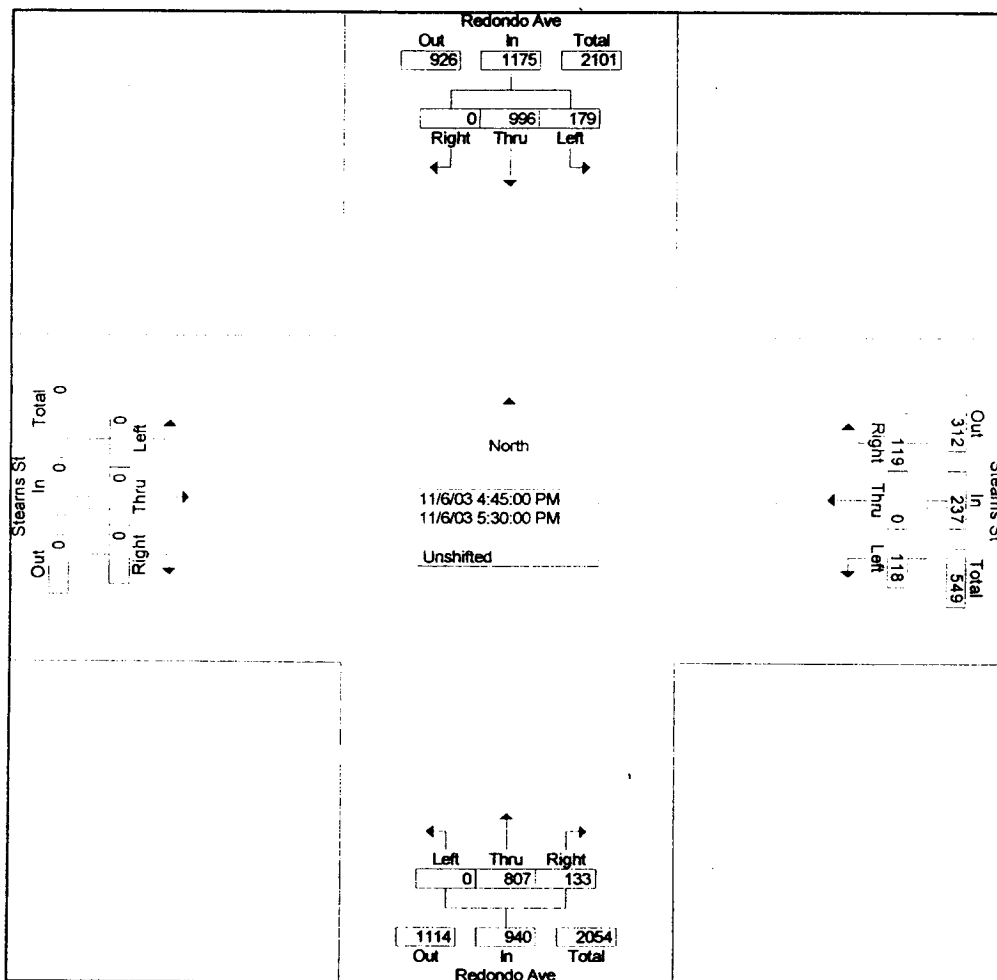 Redondo Ave
Out In Total
926 1175 2101
0 996 179
Right Thru Left
Stearns St
Out In Total
0 0 0
0 0 0
Right Thru Left
North
11/6/03 4:45:00 PM
11/6/03 5:30:00 PM
Unshifted
Right Thru Left
119 0 118
312 237 549
Out In Total
Stearns St
Left Thru Right
0 807 133
1114 940 2054
Out In Total
Redondo Ave